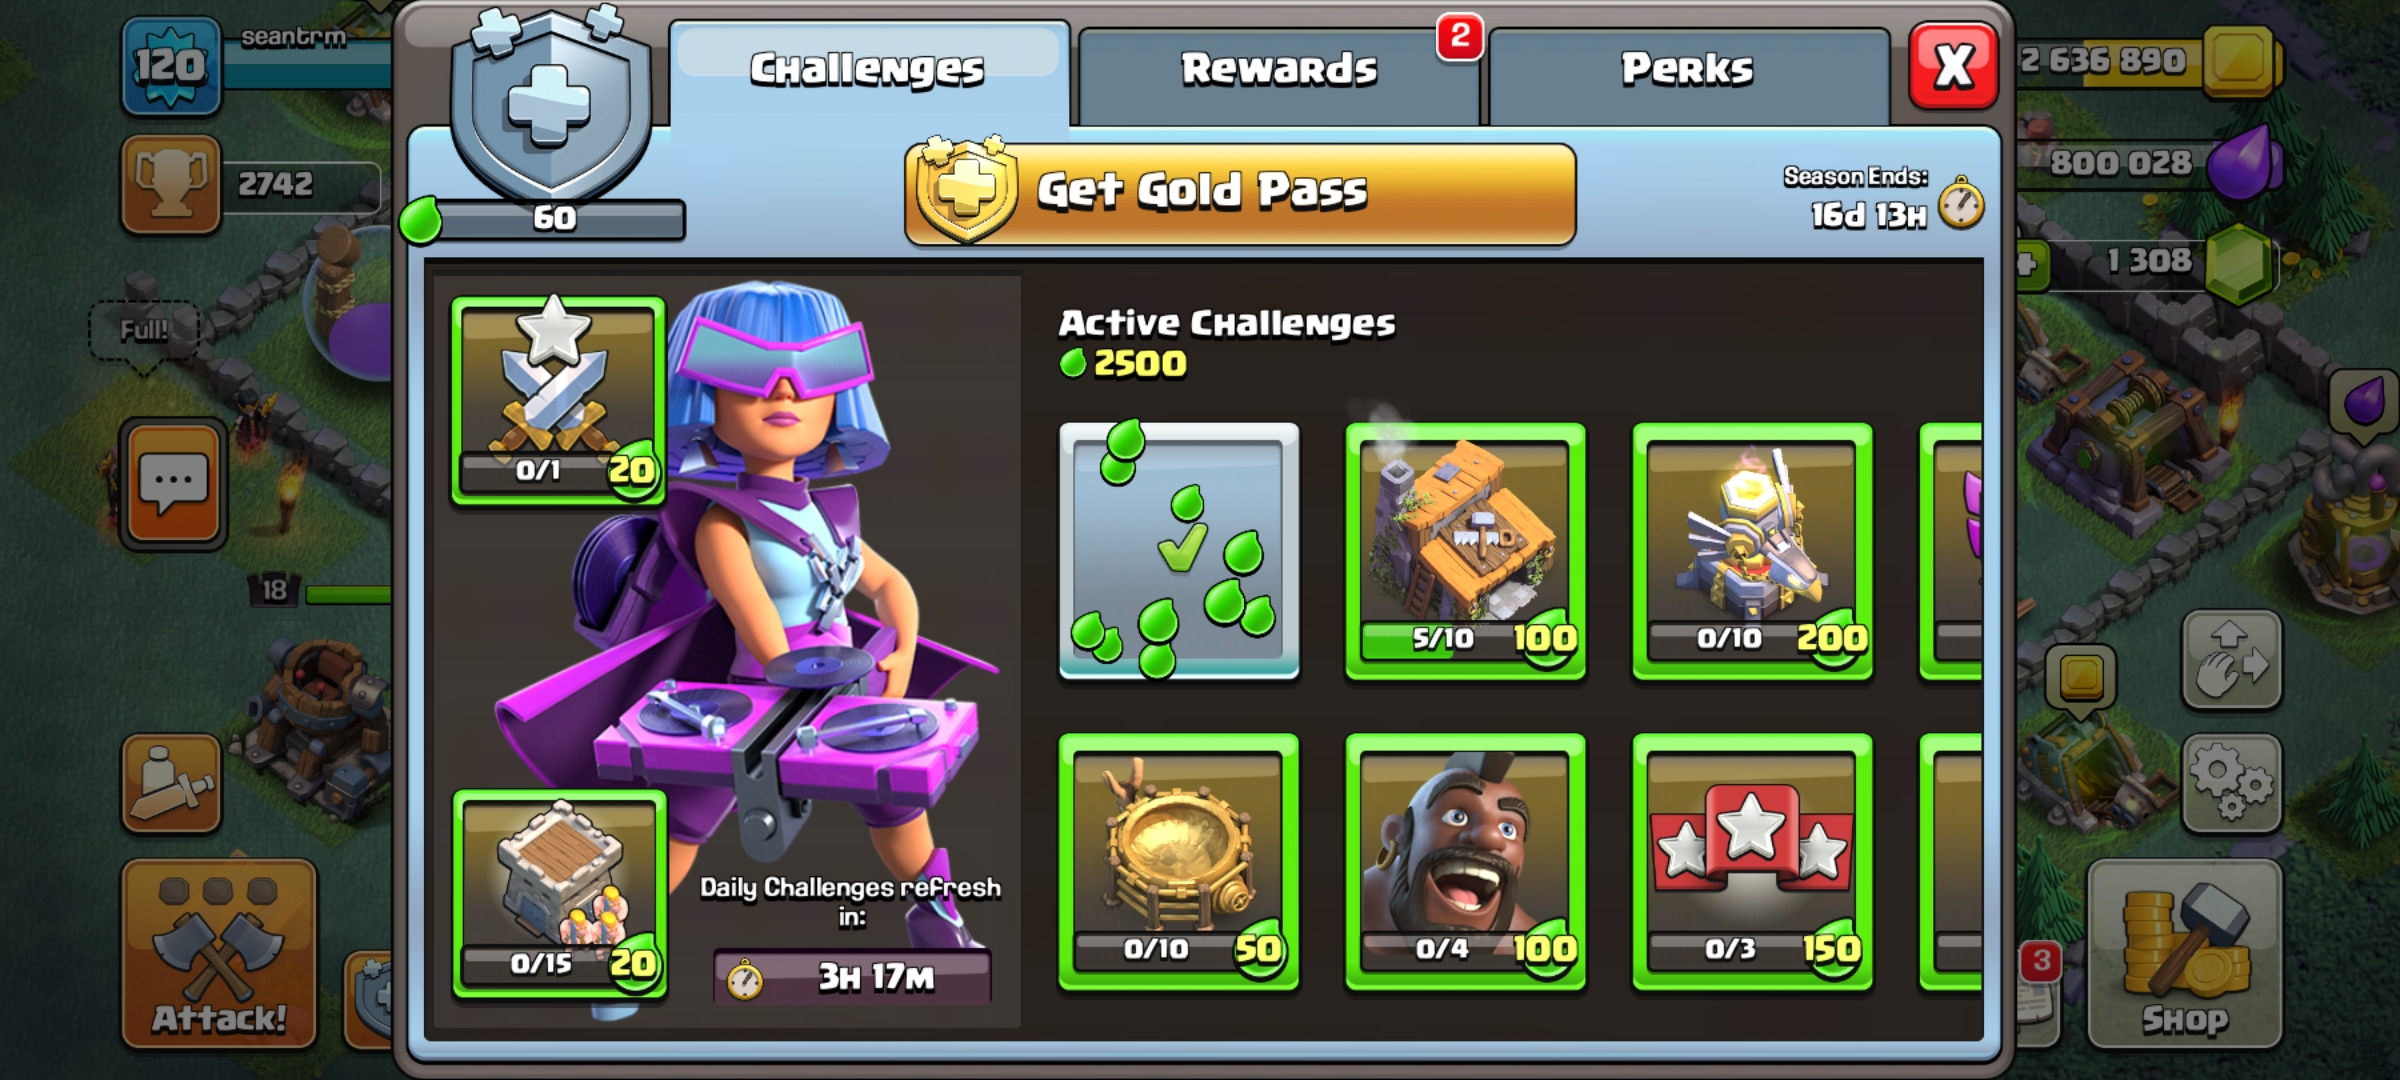 120
seantrm
2742
Challenges
Rewards
2
Perks
X
2 636 890
800 028
1 308
60
Get Gold Pass
Season Ends:
16d 13h
Full!
18
Attack!
0/1
20
0/15
20
Daily Challenges refresh
in:
3h 17m
Active Challenges
2500
5/10
100
0/10
200
0/10
50
0/4
100
0/3
150
3
Shop